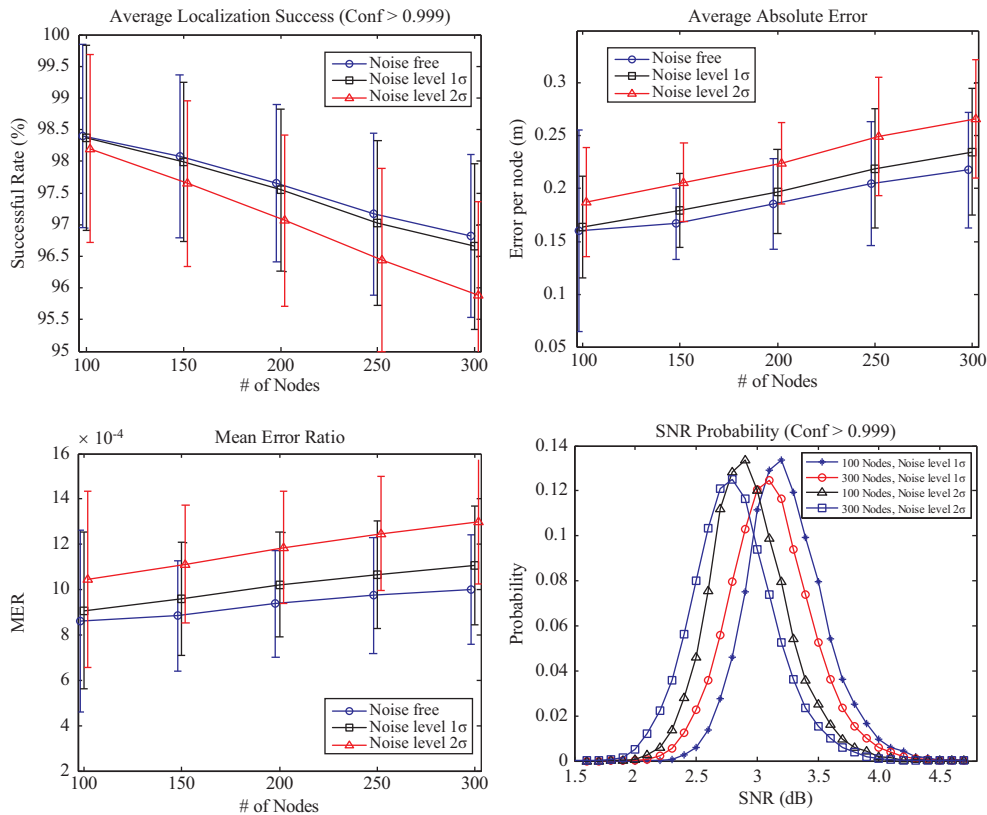 Average Localization Success (Conf > 0.999)
100
99.5
99
98.5
98
97.5
97
96.5
96
95.5
95
Successful Rate (%)
Noise free
Noise level 1σ
Noise level 2σ
100 150 200 250 300
# of Nodes
Average Absolute Error
0.3
0.25
0.2
0.15
0.1
0.05
Error per node (m)
Noise free
Noise level 1σ
Noise level 2σ
100 150 200 250 300
# of Nodes
× 10-4
Mean Error Ratio
16
14
12
10
8
6
4
2
MER
Noise free
Noise level 1σ
Noise level 2σ
100 150 200 250 300
# of Nodes
SNR Probability (Conf > 0.999)
0.14
0.12
0.1
0.08
0.06
0.04
0.02
0
Probability
100 Nodes, Noise level 1σ
300 Nodes, Noise level 1σ
100 Nodes, Noise level 2σ
300 Nodes, Noise level 2σ
1.5 2 2.5 3 3.5 4.0 4.5
SNR (dB)